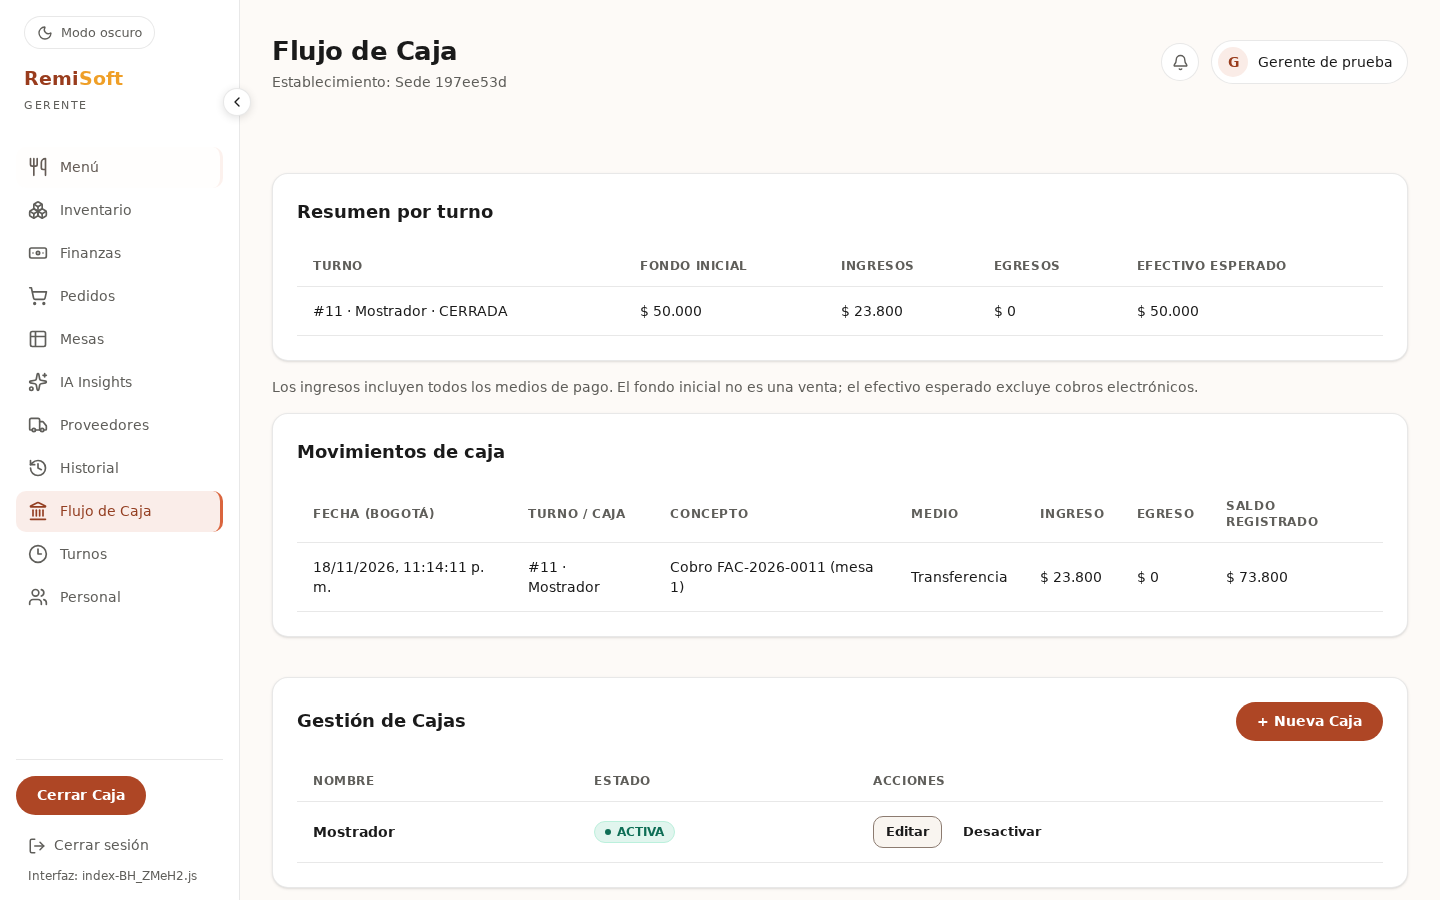 Modo oscuro
RemiSoft
GERENTE
Menú
Inventario
Finanzas
Pedidos
Mesas
IA Insights
Proveedores
Historial
Flujo de Caja
Turnos
Personal
Cerrar Caja
Cerrar sesión
Interfaz: index-BH_ZMeH2.js
Flujo de Caja
Establecimiento: Sede 197ee53d
G Gerente de prueba
Resumen por turno
TURNO FONDO INICIAL INGRESOS EGRESOS EFECTIVO ESPERADO
#11 · Mostrador · CERRADA $ 50.000 $ 23.800 $ 0 $ 50.000
Los ingresos incluyen todos los medios de pago. El fondo inicial no es una venta; el efectivo esperado excluye cobros electrónicos.
Movimientos de caja
FECHA (BOGOTÁ) TURNO / CAJA CONCEPTO MEDIO INGRESO EGRESO SALDO
REGISTRADO
18/11/2026, 11:14:11 p. #11 · Cobro FAC-2026-0011 (mesa Transferencia $ 23.800 $ 0 $ 73.800
m. Mostrador 1)
Gestión de Cajas
+ Nueva Caja
NOMBRE ESTADO ACCIONES
Mostrador ACTIVA Editar Desactivar